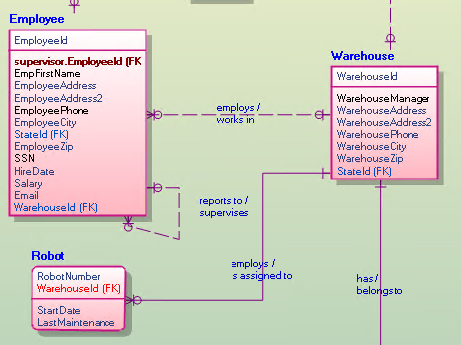 Employee
EmployeeId
supervisor.EmployeeId (FK
EmpFirstName
EmployeeAddress
EmployeeAddress2
EmployeePhone
EmployeeCity
StateId (FK)
EmployeeZip
SSN
HireDate
Salary
Email
WarehouseId (FK)
employs /
works in
Warehouse
WarehouseId
WarehouseManager
WarehouseAddress
WarehouseAddress2
WarehousePhone
WarehouseCity
WarehouseZip
StateId (FK)
reports to /
supervises
Robot
RobotNumber
WarehouseId (FK)
StartDate
LastMaintenance
employs /
s assigned to
has /
belongs to